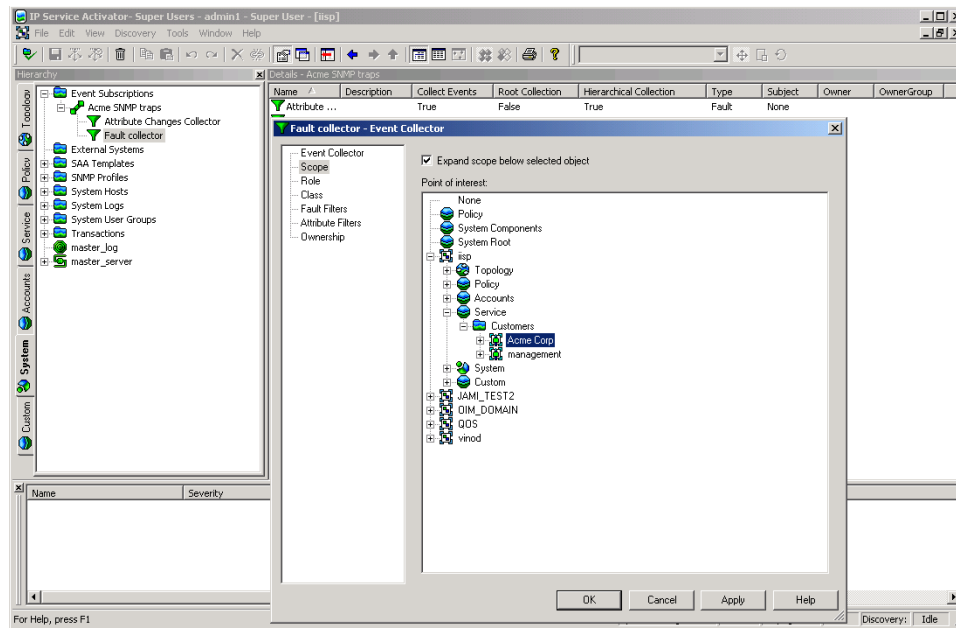 IP Service Activator- Super Users - admin1 - Super User - [iisp]
File Edit View Discovery Tools Window Help
Hierarchy
Details - Acme SNMP traps
Topology
Policy
Service
Accounts
System
Custom
Event Subscriptions
Acme SNMP traps
Attribute Changes Collector
Fault collector
External Systems
SAA Templates
SNMP Profiles
System Hosts
System Logs
System User Groups
Transactions
master_log
master_server
Name Description Collect Events Root Collection Hierarchical Collection Type Subject Owner OwnerGroup
Attribute ... True False True Fault None
Fault collector - Event Collector
Event Collector
Scope
Role
Class
Fault Filters
Attribute Filters
Ownership
Expand scope below selected object
Point of interest:
None
Policy
System Components
System Root
iisp
Topology
Policy
Accounts
Service
Customers
Acme Corp
management
System
Custom
JAMI_TEST2
OIM_DOMAIN
QOS
vinod
OK Cancel Apply Help
Name Severity
For Help, press F1
Discovery: Idle